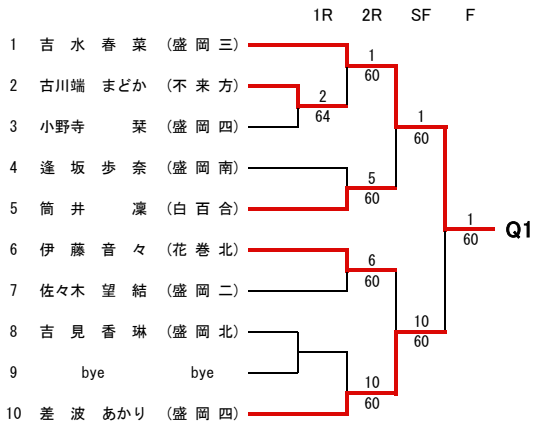 1R 2R SF F
1 吉 水 春 菜 (盛 岡 三)
1
60
2 古川端 まどか (不 来 方)
2
64
1
60
3 小野寺 栞 (盛 岡 四)
4 逢 坂 歩 奈 (盛 岡 南)
5
60
5 筒 井 凜 (白 百 合)
1
60
Q1
6 伊 藤 音 々 (花 巻 北)
6
60
7 佐々木 望 結 (盛 岡 二)
8 吉 見 香 琳 (盛 岡 北)
10
60
9 bye bye
10
60
10 差 波 あかり (盛 岡 四)